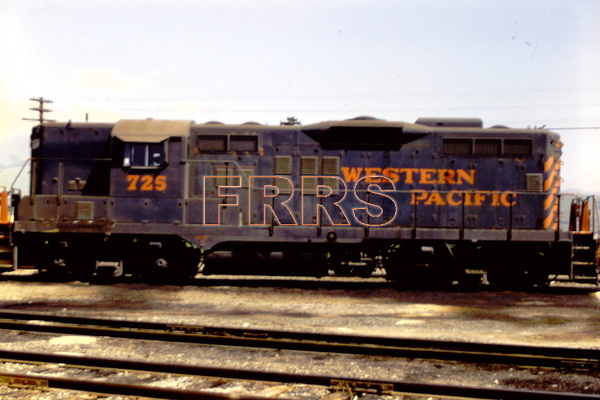 WESTERN
725
FRRS
PACIFIC